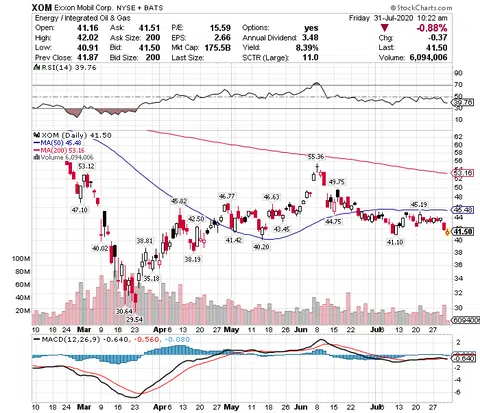 XOM Exxon Mobil Corp. NYSE + BATS © StockCharts.com
Energy / Integrated Oil & Gas Friday 31-Jul-2020 10:22 am
Open: 41.16 Ask: 41.51 P/E: 15.59 Options: yes ▼ -0.88%
High: 42.02 Ask Size: 200 EPS: 2.66 Annual Dividend: 3.48 Chg: -0.37
Low: 40.91 Bid: 41.50 Mkt Cap: 175.5B Yield: 8.39% Last: 41.50
Prev Close: 41.87 Bid Size: 200 Last Size: SCTR (Large): 11.0 Volume: 6,094,006
RSI(14) 39.76
90
70
50
39.76
30
10
XOM (Daily) 41.50
MA(50) 45.48
MA(200) 53.16
Volume 6,094,006
62
60
58
56
53.16
50
48
45.48
44
41.50
40
38
36
34
32
30
53.12
47.10
40.02
30.64
29.54
38.81
35.18
45.02
38.19
46.77
41.42
40.20
46.63
43.45
55.36
49.75
44.75
41.10
45.19
100M
80M
60M
40M
20M
6094006
10 18 24 Mar 9 16 23 Apr 6 13 20 27 May 11 18 26 Jun 8 15 22 Jul 6 13 20 27
MACD(12,26,9) -0.640, -0.560, -0.080
2
-0.640
-2
-4
-6
10 18 24 Mar 9 16 23 Apr 6 13 20 27 May 11 18 26 Jun 8 15 22 Jul 6 13 20 27